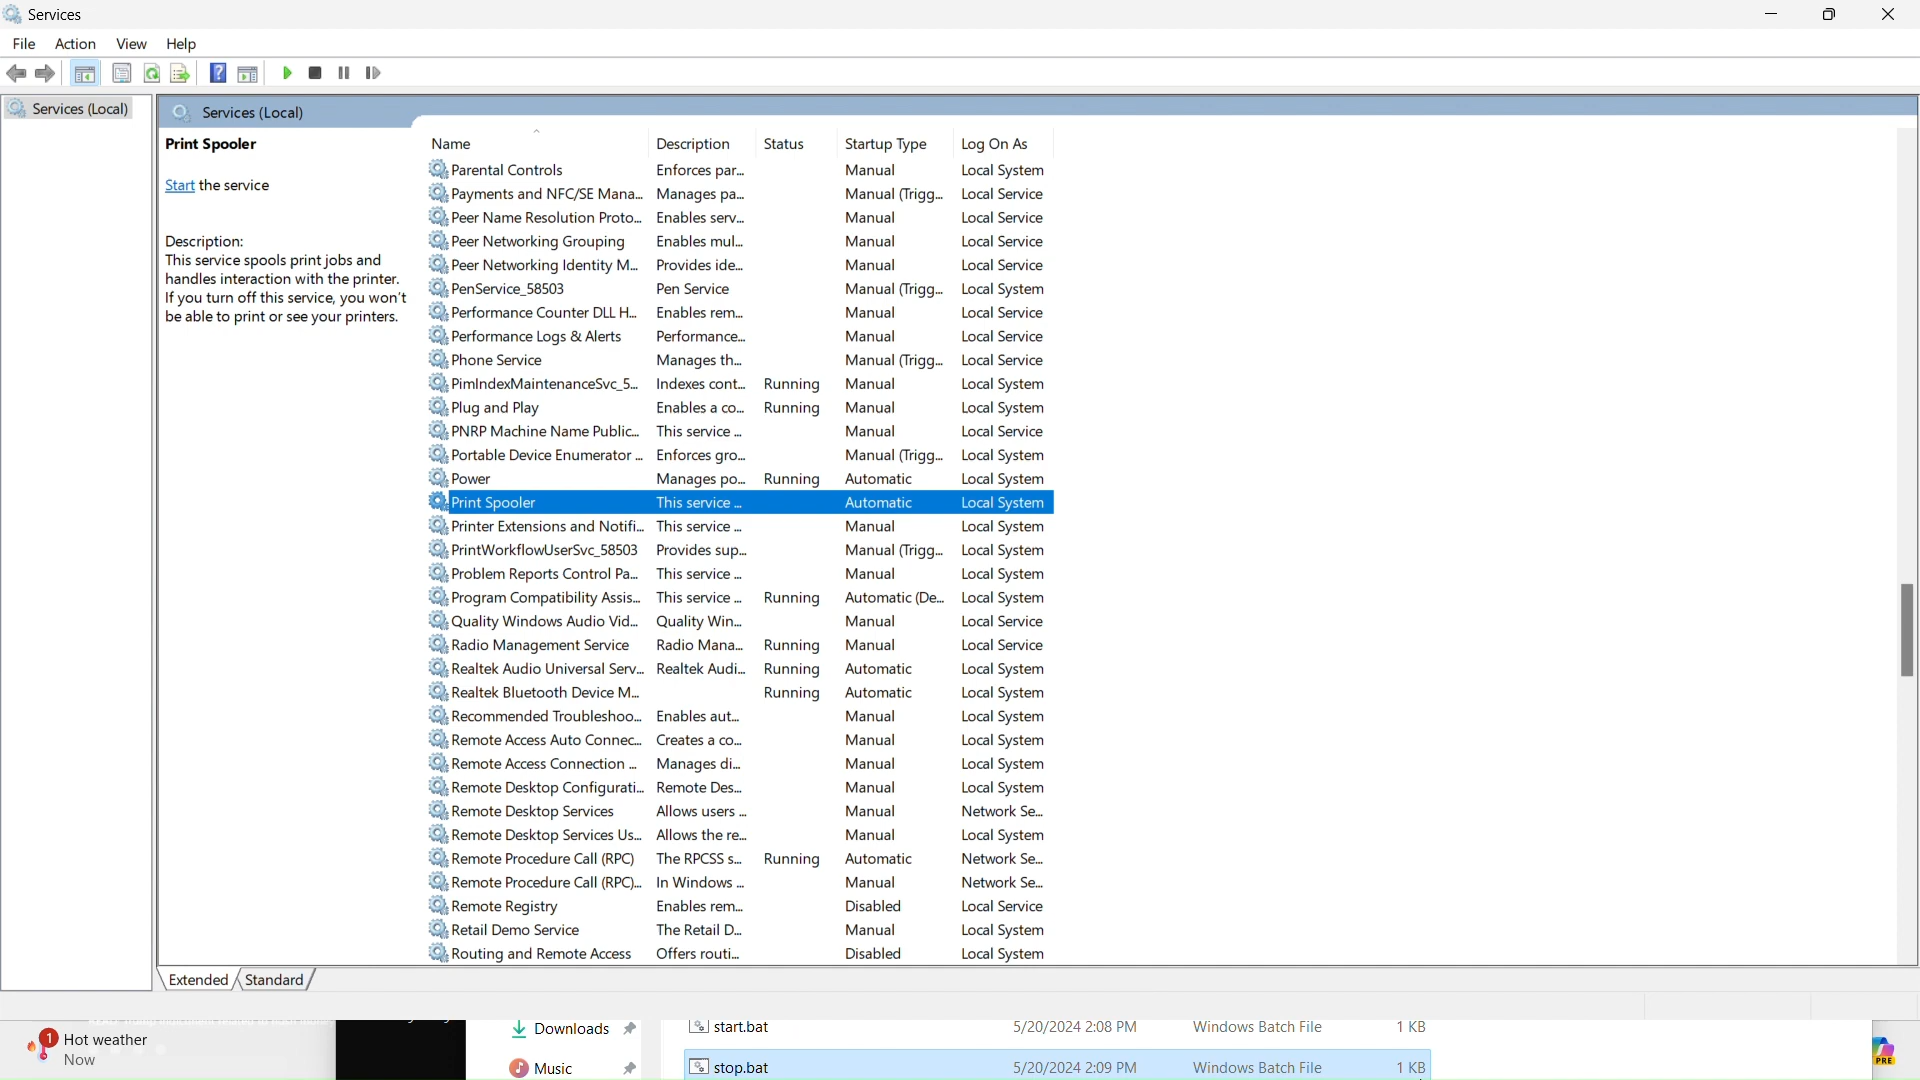 Services
File Action View Help
Services (Local)
Services (Local)
Print Spooler
Start the service
Description:
This service spools print jobs and
handles interaction with the printer.
If you turn off this service, you won't
be able to print or see your printers.
Name Description Status Startup Type Log On As
Parental Controls Enforces par... Manual Local System
Payments and NFC/SE Mana... Manages pa... Manual (Trigg... Local Service
Peer Name Resolution Proto... Enables serv... Manual Local Service
Peer Networking Grouping Enables mul... Manual Local Service
Peer Networking Identity M... Provides ide... Manual Local Service
PenService_58503 Pen Service Manual (Trigg... Local System
Performance Counter DLL H... Enables rem... Manual Local Service
Performance Logs & Alerts Performance... Manual Local Service
Phone Service Manages th... Manual (Trigg... Local Service
PimIndexMaintenanceSvc_5... Indexes cont... Running Manual Local System
Plug and Play Enables a co... Running Manual Local System
PNRP Machine Name Public... This service ... Manual Local Service
Portable Device Enumerator ... Enforces gro... Manual (Trigg... Local System
Power Manages po... Running Automatic Local System
Print Spooler This service ... Automatic Local System
Printer Extensions and Notifi... This service ... Manual Local System
PrintWorkflowUserSvc_58503 Provides sup... Manual (Trigg... Local System
Problem Reports Control Pa... This service ... Manual Local System
Program Compatibility Assis... This service ... Running Automatic (De... Local System
Quality Windows Audio Vid... Quality Win... Manual Local Service
Radio Management Service Radio Mana... Running Manual Local Service
Realtek Audio Universal Serv... Realtek Audi... Running Automatic Local System
Realtek Bluetooth Device M... Running Automatic Local System
Recommended Troubleshoo... Enables aut... Manual Local System
Remote Access Auto Connec... Creates a co... Manual Local System
Remote Access Connection ... Manages di... Manual Local System
Remote Desktop Configurati... Remote Des... Manual Local System
Remote Desktop Services Allows users ... Manual Network Se...
Remote Desktop Services Us... Allows the re... Manual Local System
Remote Procedure Call (RPC) The RPCSS s... Running Automatic Network Se...
Remote Procedure Call (RPC)... In Windows ... Manual Network Se...
Remote Registry Enables rem... Disabled Local Service
Retail Demo Service The Retail D... Manual Local System
Routing and Remote Access Offers routi... Disabled Local System
Extended Standard
1 Hot weather
Now
Downloads start.bat 5/20/2024 2:08 PM Windows Batch File 1 KB
Music stop.bat 5/20/2024 2:09 PM Windows Batch File 1 KB
PRE